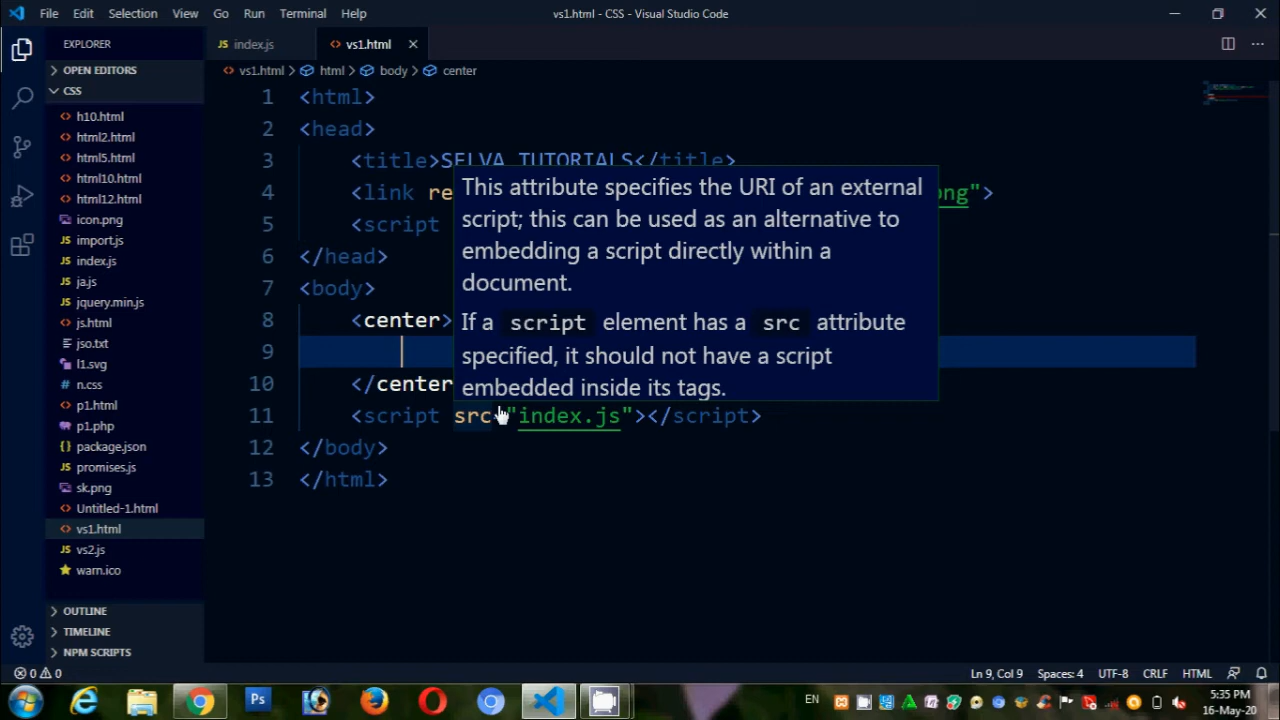 File Edit Selection View Go Run Terminal Help
vs1.html - CSS - Visual Studio Code
EXPLORER
index.js
vs1.html
OPEN EDITORS
vs1.html > html > body > center
CSS
h10.html
html2.html
html5.html
html10.html
html12.html
icon.png
import.js
index.js
ja.js
jquery.min.js
js.html
jso.txt
l1.svg
n.css
p1.html
p1.php
package.json
promises.js
sk.png
Untitled-1.html
vs1.html
vs2.js
warn.ico
OUTLINE
TIMELINE
NPM SCRIPTS
1 <html>
2 <head>
3 <title>SELVA TUTORIALS</title>
4 <link re ong">
5 <script
6 </head>
7 <body>
8 <center>
9
10 </center
11 <script src="index.js"></script>
12 </body>
13 </html>
This attribute specifies the URI of an external
script; this can be used as an alternative to
embedding a script directly within a
document.
If a script element has a src attribute
specified, it should not have a script
embedded inside its tags.
0 0
Ln 9, Col 9 Spaces: 4 UTF-8 CRLF HTML
Ps
EN
5:35 PM
16-May-20